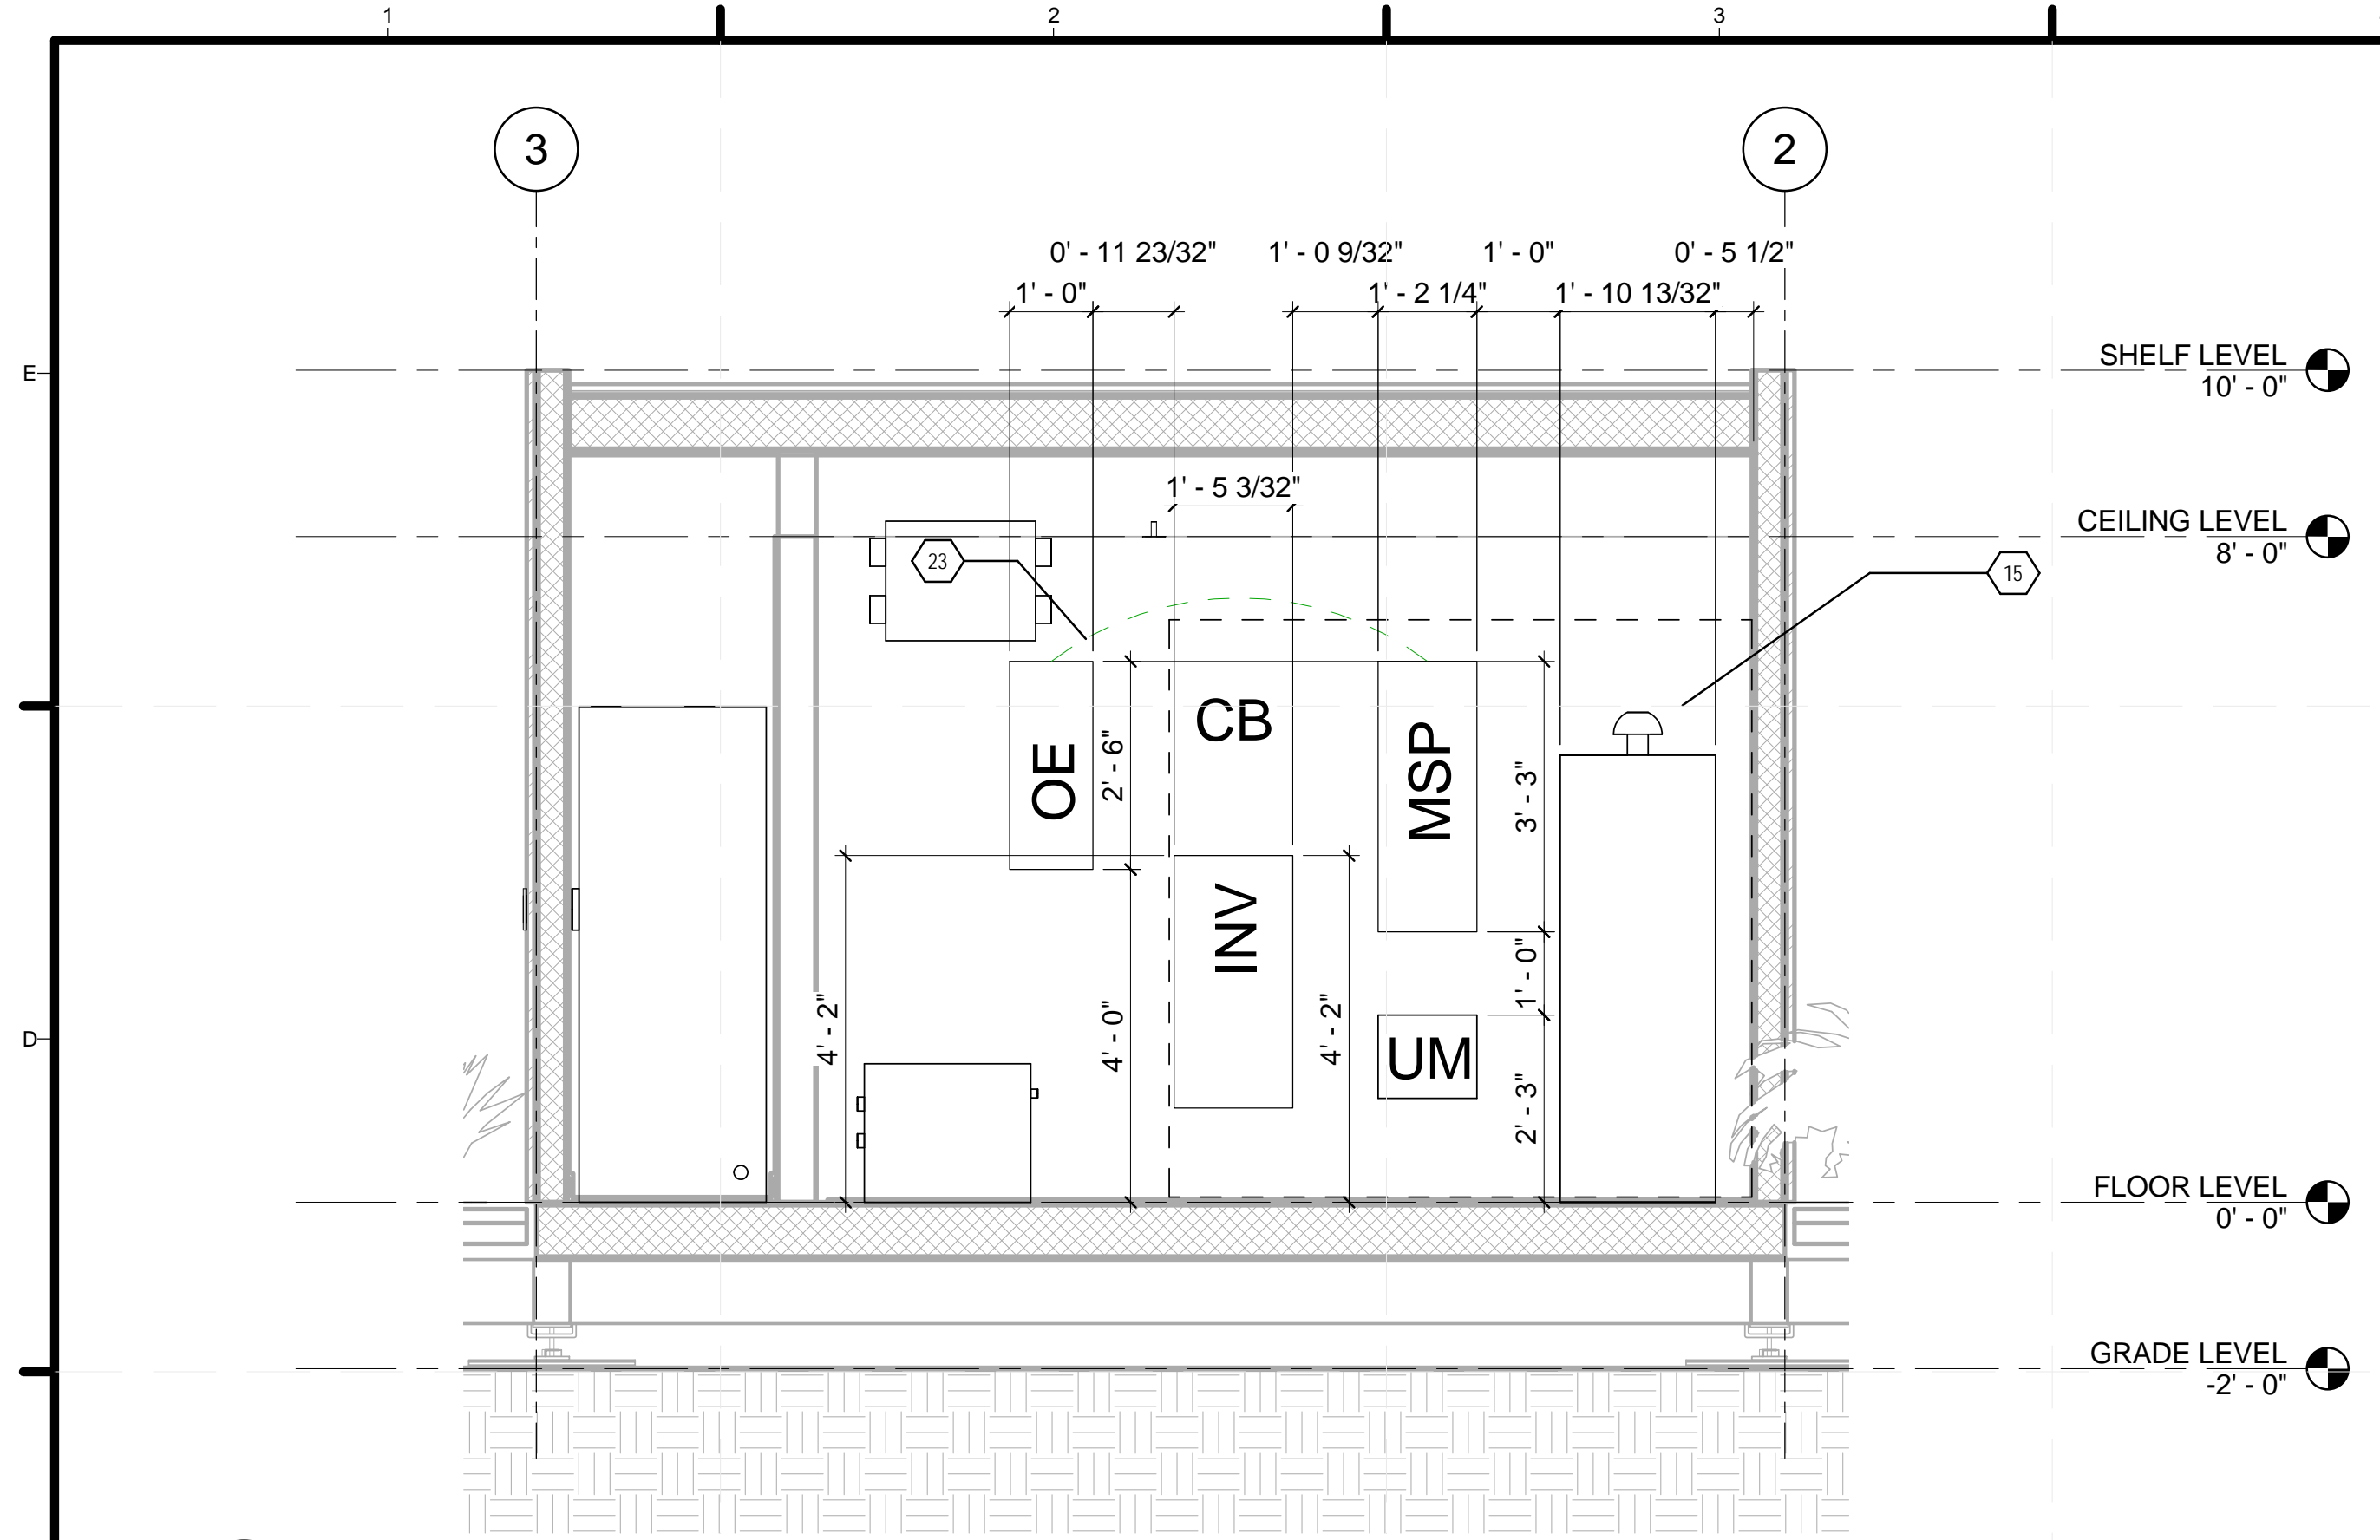 1 2 3
3 2
0' - 11 23/32" 1' - 0 9/32" 1' - 0" 0' - 5 1/2"
1' - 0" 1' - 2 1/4" 1' - 10 13/32"
SHELF LEVEL
E
10' - 0"
1' - 5 3/32"
CEILING LEVEL
8' - 0"
23
15
CB
OE
2' - 6"
MSP
3' - 3"
INV
4' - 2"
4' - 0"
4' - 2"
1' - 0"
D
UM
2' - 3"
FLOOR LEVEL
0' - 0"
GRADE LEVEL
-2' - 0"